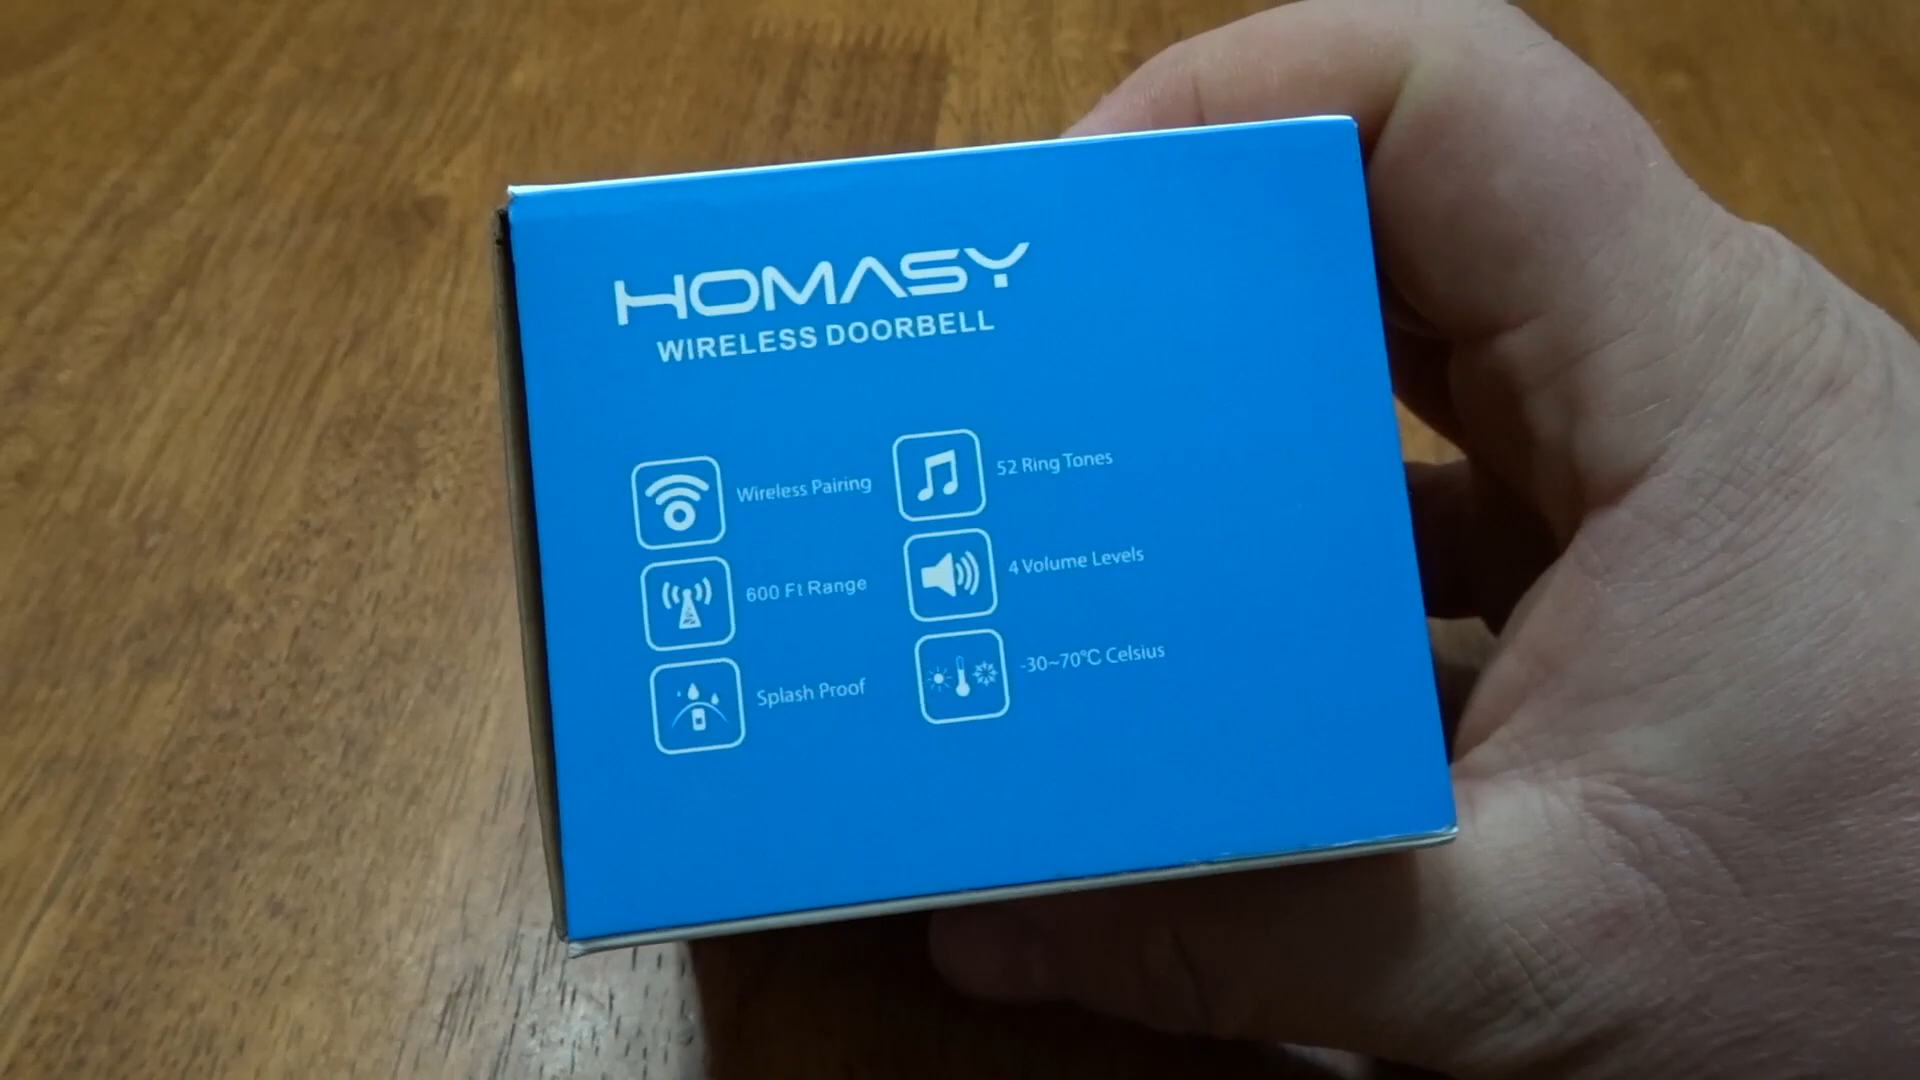 HOMASY
WIRELESS DOORBELL
Wireless Pairing
52 Ring Tones
600 Ft Range
4 Volume Levels
Splash Proof
-30~70℃ Celsius